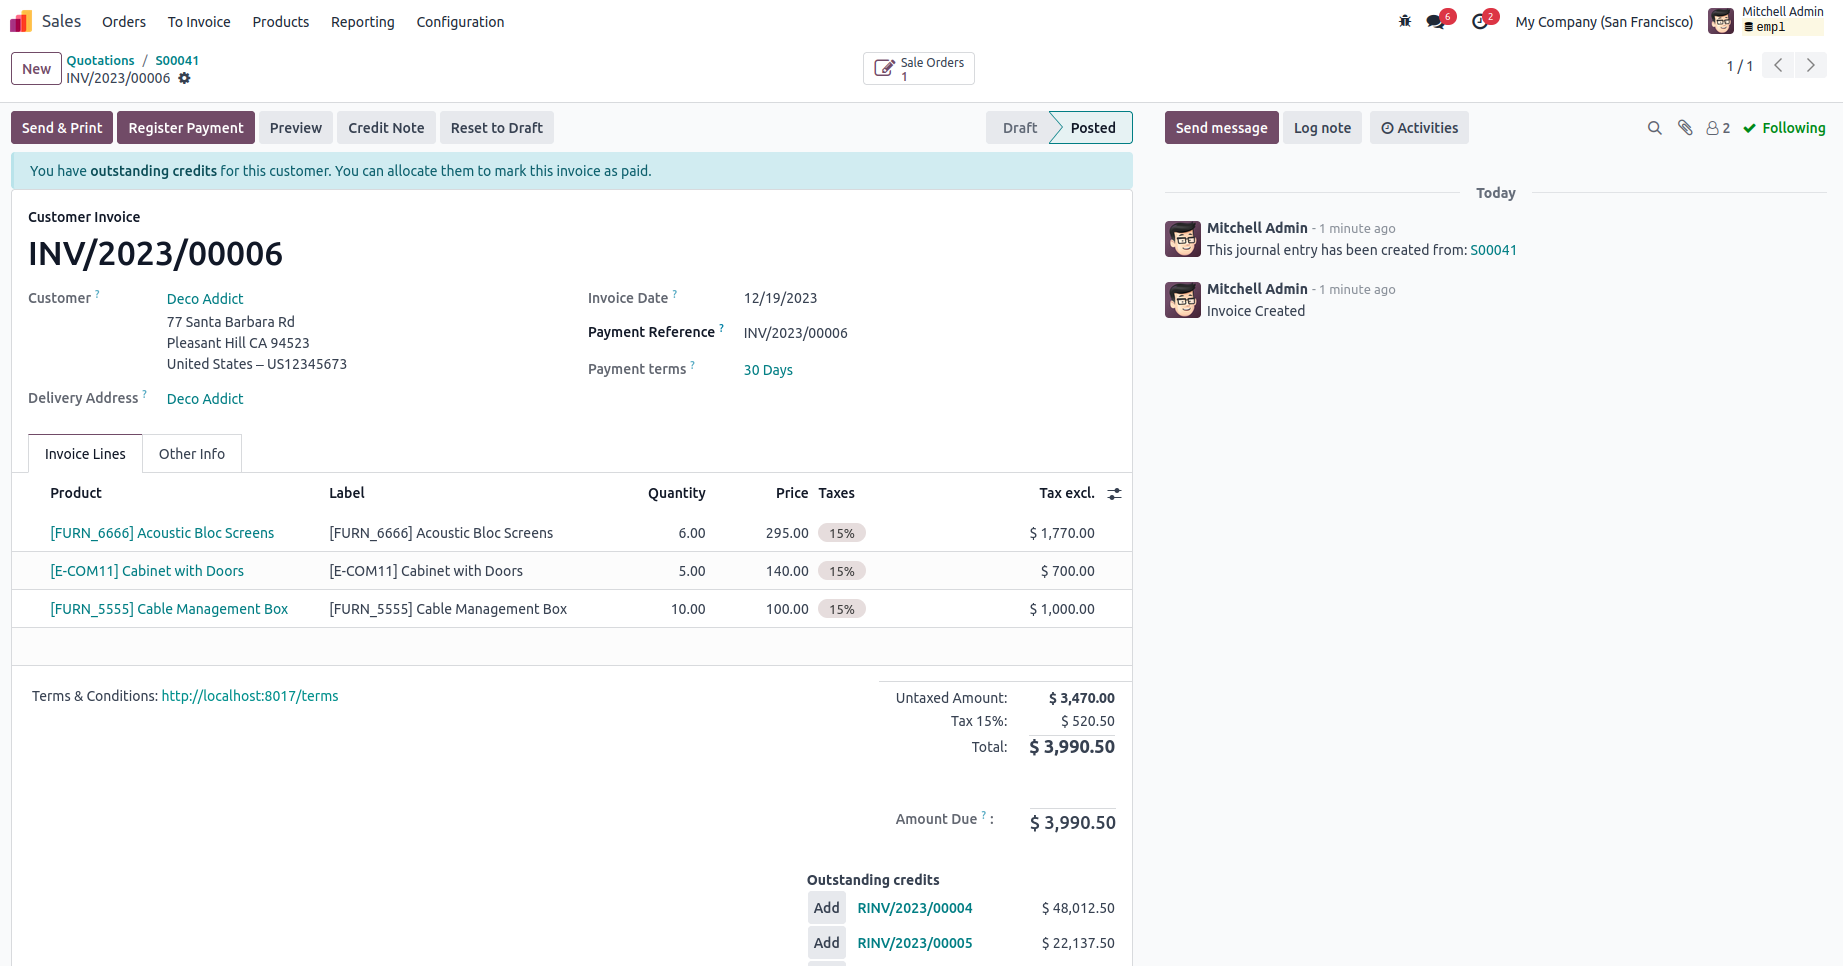 Sales Orders To Invoice Products Reporting Configuration 6 2 My Company (San Francisco) Mitchell Admin
empl
New Quotations / S00041
INV/2023/00006
Sale Orders
1
1 / 1
Send & Print Register Payment Preview Credit Note Reset to Draft Draft Posted
Send message Log note Activities 2 Following
You have outstanding credits for this customer. You can allocate them to mark this invoice as paid.
Customer Invoice
INV/2023/00006
Customer ? Deco Addict
77 Santa Barbara Rd
Pleasant Hill CA 94523
United States – US12345673
Delivery Address ? Deco Addict
Invoice Date ? 12/19/2023
Payment Reference ? INV/2023/00006
Payment terms ? 30 Days
Invoice Lines Other Info
Product Label Quantity Price Taxes Tax excl.
[FURN_6666] Acoustic Bloc Screens [FURN_6666] Acoustic Bloc Screens 6.00 295.00 15% $ 1,770.00
[E-COM11] Cabinet with Doors [E-COM11] Cabinet with Doors 5.00 140.00 15% $ 700.00
[FURN_5555] Cable Management Box [FURN_5555] Cable Management Box 10.00 100.00 15% $ 1,000.00
Terms & Conditions: http://localhost:8017/terms
Untaxed Amount: $ 3,470.00
Tax 15%: $ 520.50
Total: $ 3,990.50
Amount Due ? : $ 3,990.50
Outstanding credits
Add RINV/2023/00004 $ 48,012.50
Add RINV/2023/00005 $ 22,137.50
Today
Mitchell Admin - 1 minute ago
This journal entry has been created from: S00041
Mitchell Admin - 1 minute ago
Invoice Created